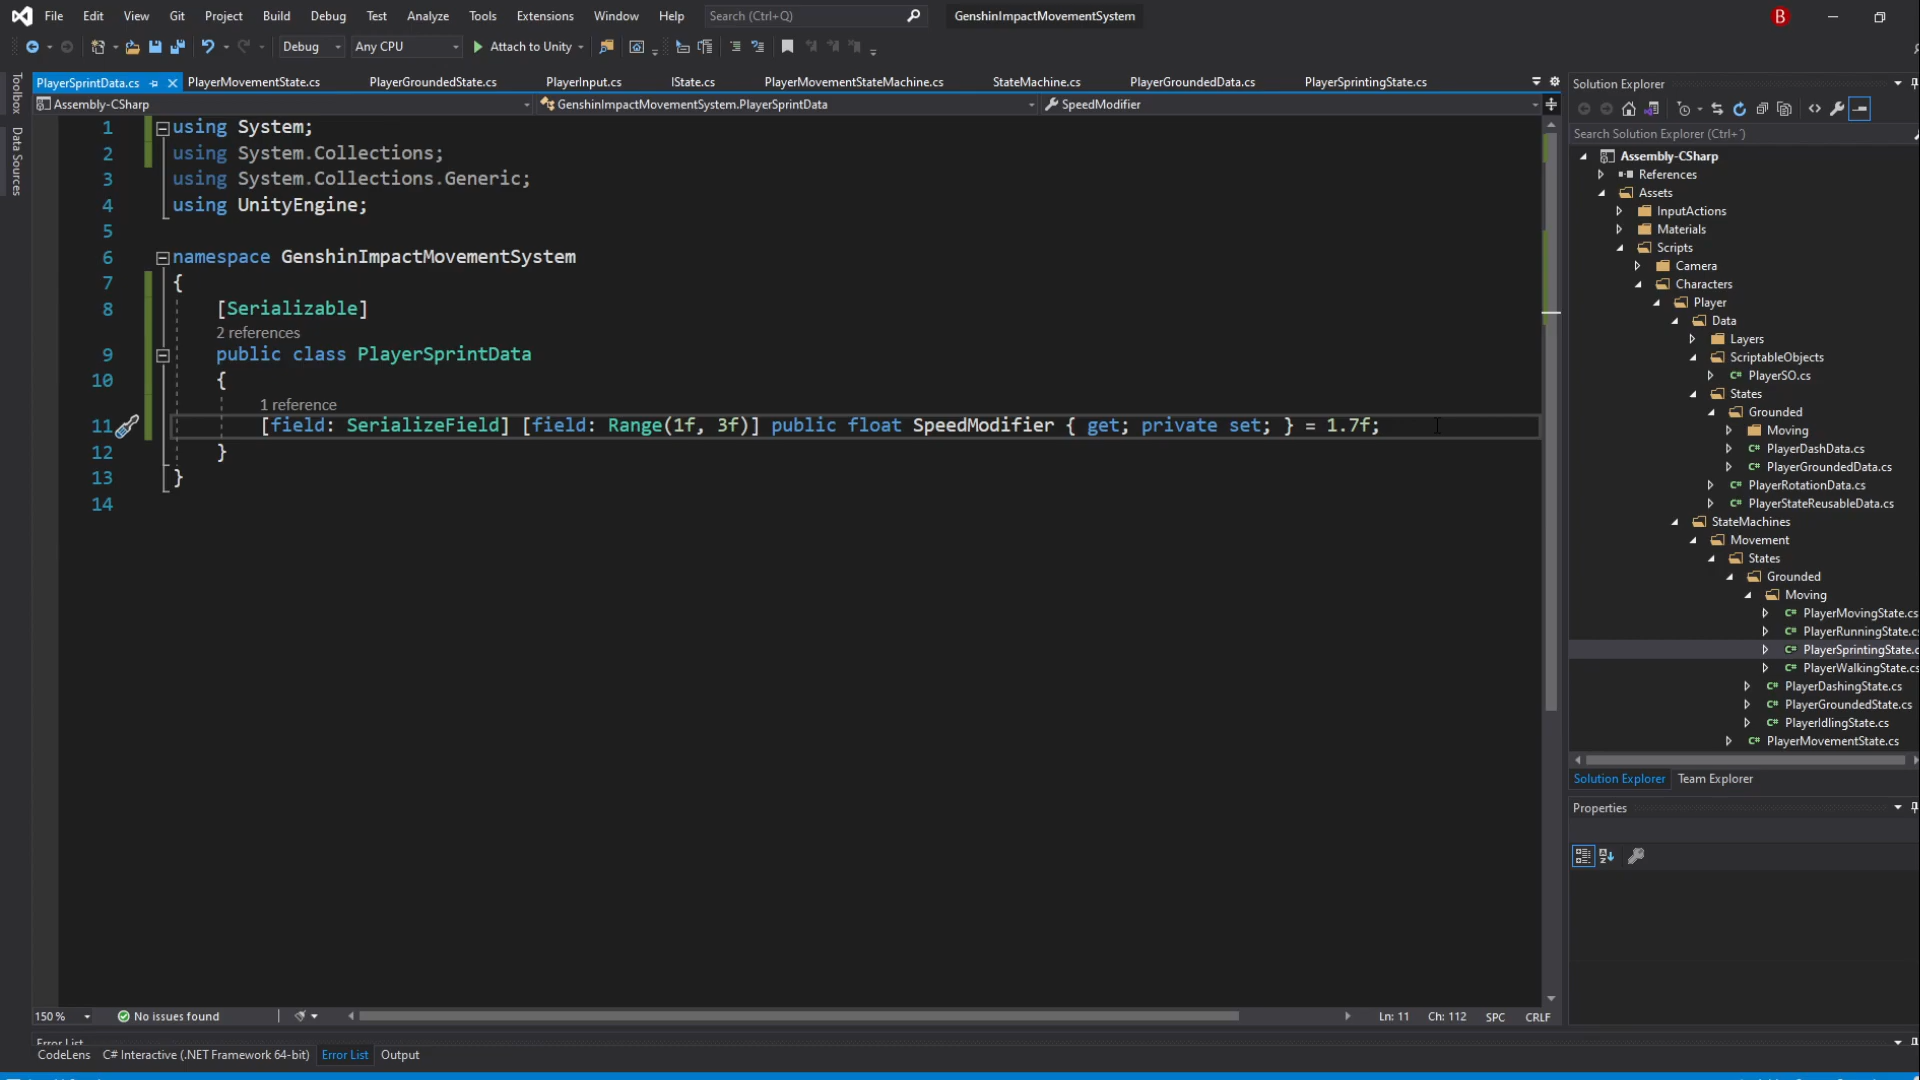 File Edit View Git Project Build Debug Test Analyze Tools Extensions Window Help Search (Ctrl+Q) GenshinImpactMovementSystem B
Debug Any CPU Attach to Unity
PlayerSprintData.cs PlayerMovementState.cs PlayerGroundedState.cs PlayerInput.cs IState.cs PlayerMovementStateMachine.cs StateMachine.cs PlayerGroundedData.cs PlayerSprintingState.cs
Assembly-CSharp GenshinImpactMovementSystem.PlayerSprintData SpeedModifier
Toolbox
Data Sources
1 using System;
2 using System.Collections;
3 using System.Collections.Generic;
4 using UnityEngine;
5
6 namespace GenshinImpactMovementSystem
7 {
8 [Serializable]
2 references
9 public class PlayerSprintData
10 {
1 reference
11 [field: SerializeField] [field: Range(1f, 3f)] public float SpeedModifier { get; private set; } = 1.7f;
12 }
13 }
14
150 % No issues found Ln: 11 Ch: 112 SPC CRLF
Error List
CodeLens C# Interactive (.NET Framework 64-bit) Error List Output
Solution Explorer
Search Solution Explorer (Ctrl+')
Assembly-CSharp
References
Assets
InputActions
Materials
Scripts
Camera
Characters
Player
Data
Layers
ScriptableObjects
C# PlayerSO.cs
States
Grounded
Moving
C# PlayerDashData.cs
C# PlayerGroundedData.cs
C# PlayerRotationData.cs
C# PlayerStateReusableData.cs
StateMachines
Movement
States
Grounded
Moving
C# PlayerMovingState.cs
C# PlayerRunningState.cs
C# PlayerSprintingState.c
C# PlayerWalkingState.cs
C# PlayerDashingState.cs
C# PlayerGroundedState.cs
C# PlayerIdlingState.cs
C# PlayerMovementState.cs
Solution Explorer Team Explorer
Properties